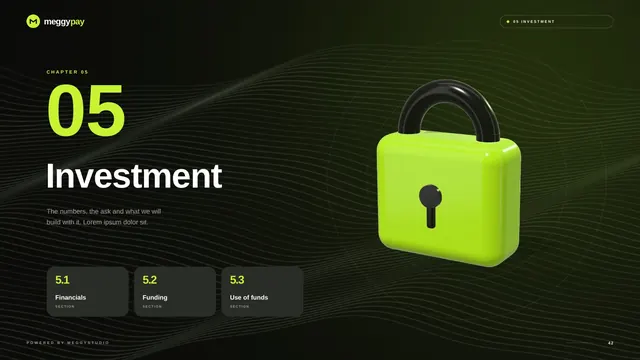 meggypay
05 INVESTMENT
CHAPTER 05
05
Investment
The numbers, the ask and what we will
build with it. Lorem ipsum dolor sit.
5.1
Financials
SECTION
5.2
Funding
SECTION
5.3
Use of funds
SECTION
POWERED BY MEGGYSTUDIO
42